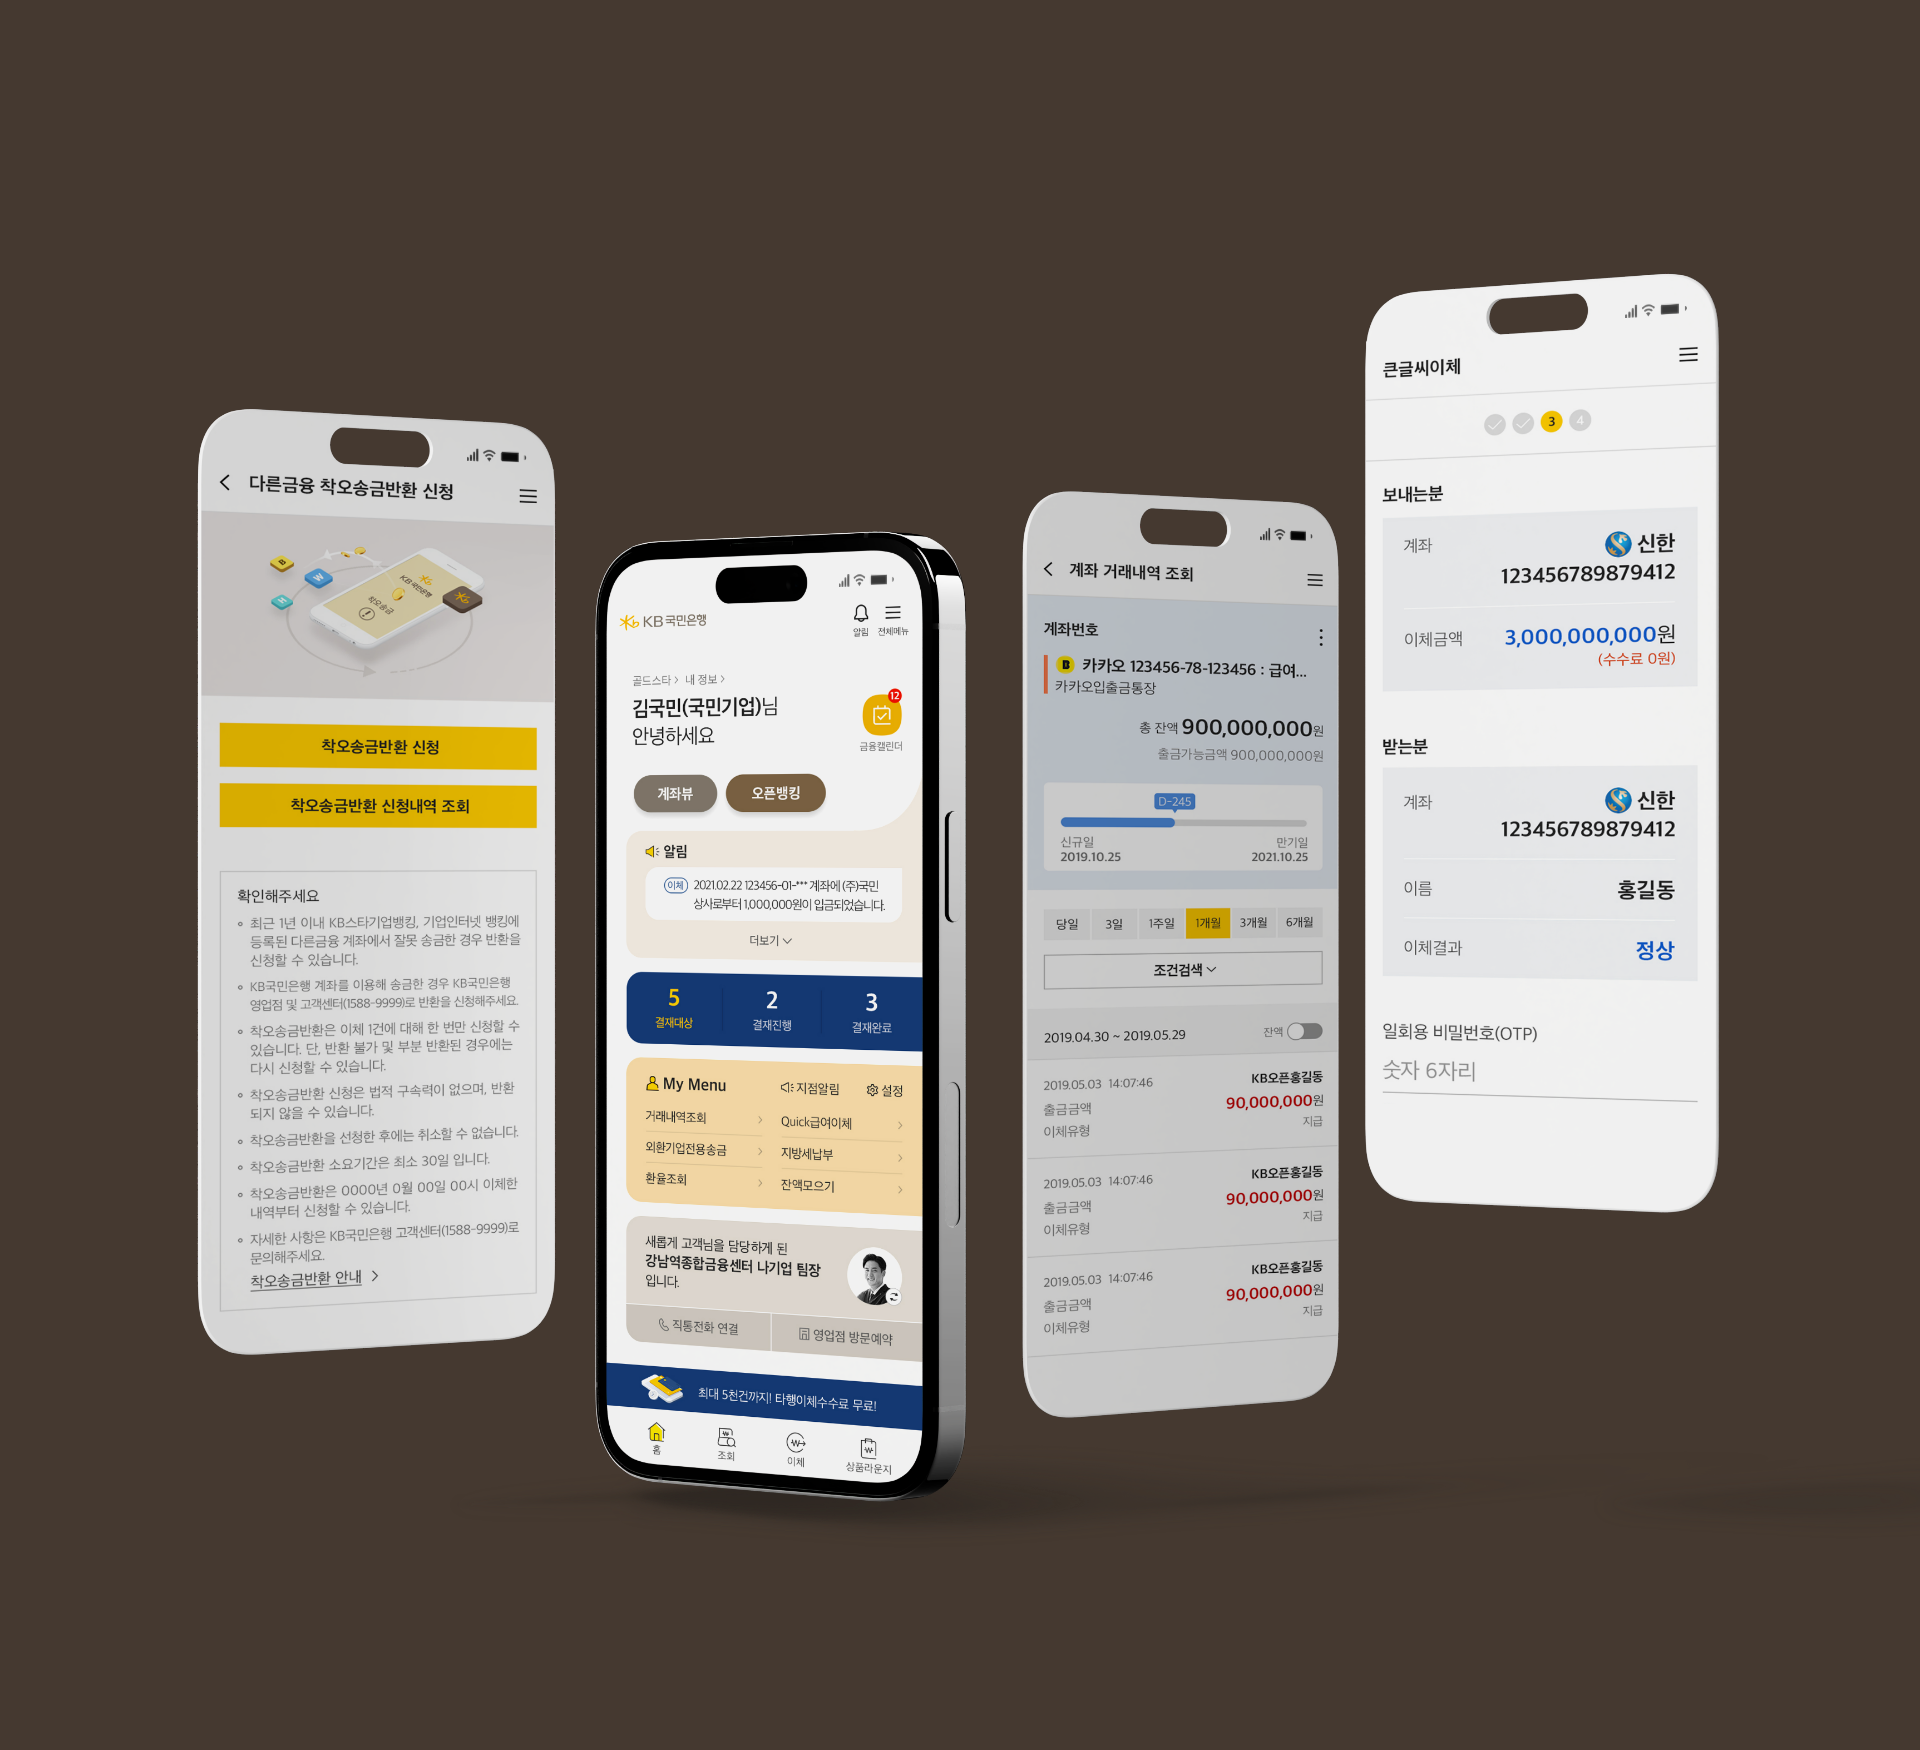 다른금융 착오송금반환 신청
B
W
KB국민은행
착오송금
착오송금반환 신청
착오송금반환 신청내역 조회
확인해주세요
최근 1년 이내 KB스타기업뱅킹, 기업인터넷 뱅킹에
등록된 다른금융 계좌에서 잘못 송금한 경우 반환을
신청할 수 있습니다.
KB국민은행 계좌를 이용해 송금한 경우 KB국민은행
영업점 및 고객센터(1588-9999)로 반환을 신청해주세요.
착오송금반환은 이체 1건에 대해 한 번만 신청할 수
있습니다. 단, 반환 불가 및 부분 반환된 경우에는
다시 신청할 수 있습니다.
착오송금반환 신청은 법적 구속력이 없으며, 반환
되지 않을 수 있습니다.
착오송금반환을 선청한 후에는 취소할 수 없습니다.
착오송금반환 소요기간은 최소 30일 입니다.
착오송금반환은 0000년 0월 00일 00시 이체한
내역부터 신청할 수 있습니다.
자세한 사항은 KB국민은행 고객센터(1588-9999)로
문의해주세요.
착오송금반환 안내 >
KB국민은행
알림 전체메뉴
골드스타 > 내 정보 >
김국민(국민기업)님
안녕하세요
12
금융캘린더
계좌뷰 오픈뱅킹
알림
이체 2021.02.22 123456-01-*** 계좌에 (주)국민
상사로부터 1,000,000원이 입금되었습니다.
더보기
5 2 3
결재대상 결재진행 결재완료
My Menu 지점알림 설정
거래내역조회 > Quick급여이체 >
외환기업전용송금 > 지방세납부 >
환율조회 > 잔액모으기 >
새롭게 고객님을 담당하게 된
강남역종합금융센터 나기업 팀장
입니다.
직통전화 연결 영업점 방문예약
최대 5천건까지! 타행이체수수료 무료!
홈 조회 이체 상품라운지
계좌 거래내역 조회
계좌번호
B 카카오 123456-78-123456 : 급여...
카카오입출금통장
총 잔액 900,000,000원
출금가능금액 900,000,000원
D-245
신규일 만기일
2019.10.25 2021.10.25
당일 3일 1주일 1개월 3개월 6개월
조건검색
2019.04.30 ~ 2019.05.29 잔액
2019.05.03 14:07:46 KB오픈홍길동
출금금액 90,000,000원
이체유형 지급
2019.05.03 14:07:46 KB오픈홍길동
출금금액 90,000,000원
이체유형 지급
2019.05.03 14:07:46 KB오픈홍길동
출금금액 90,000,000원
이체유형 지급
큰글씨이체
3 4
보내는분
계좌 신한
123456789879412
이체금액 3,000,000,000원
(수수료 0원)
받는분
계좌 신한
123456789879412
이름 홍길동
이체결과 정상
일회용 비밀번호(OTP)
숫자 6자리